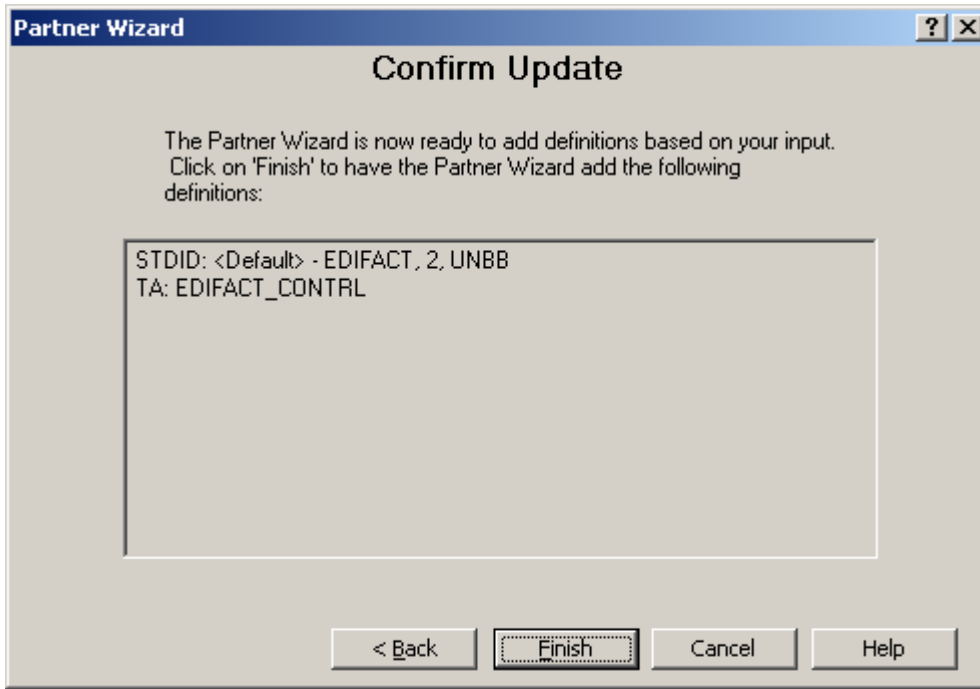 Partner Wizard
Confirm Update
The Partner Wizard is now ready to add definitions based on your input.
Click on 'Finish' to have the Partner Wizard add the following
definitions:
STDID: <Default> - EDIFACT, 2, UNBB
TA: EDIFACT_CONTRL
< Back
Finish
Cancel
Help